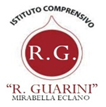 ISTITUTO COMPRENSIVO
R.G.
"R. GUARINI"
MIRABELLA ECLANO